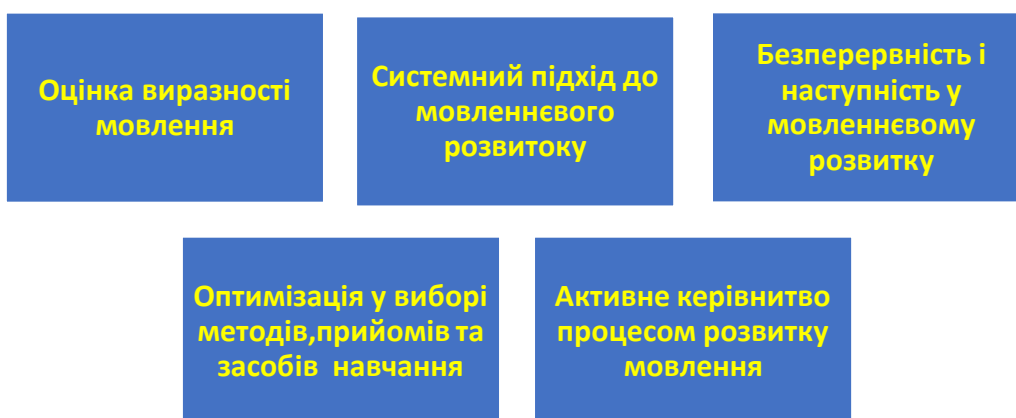 Оцінка виразності
мовлення
Системний підхід до
мовленнєвого
розвитоку
Безперервність і
наступність у
мовленнєвому
розвитку
Оптимізація у виборі
методів,прийомів та
засобів  навчання
Активне керівнитво
процесом розвитку
мовлення